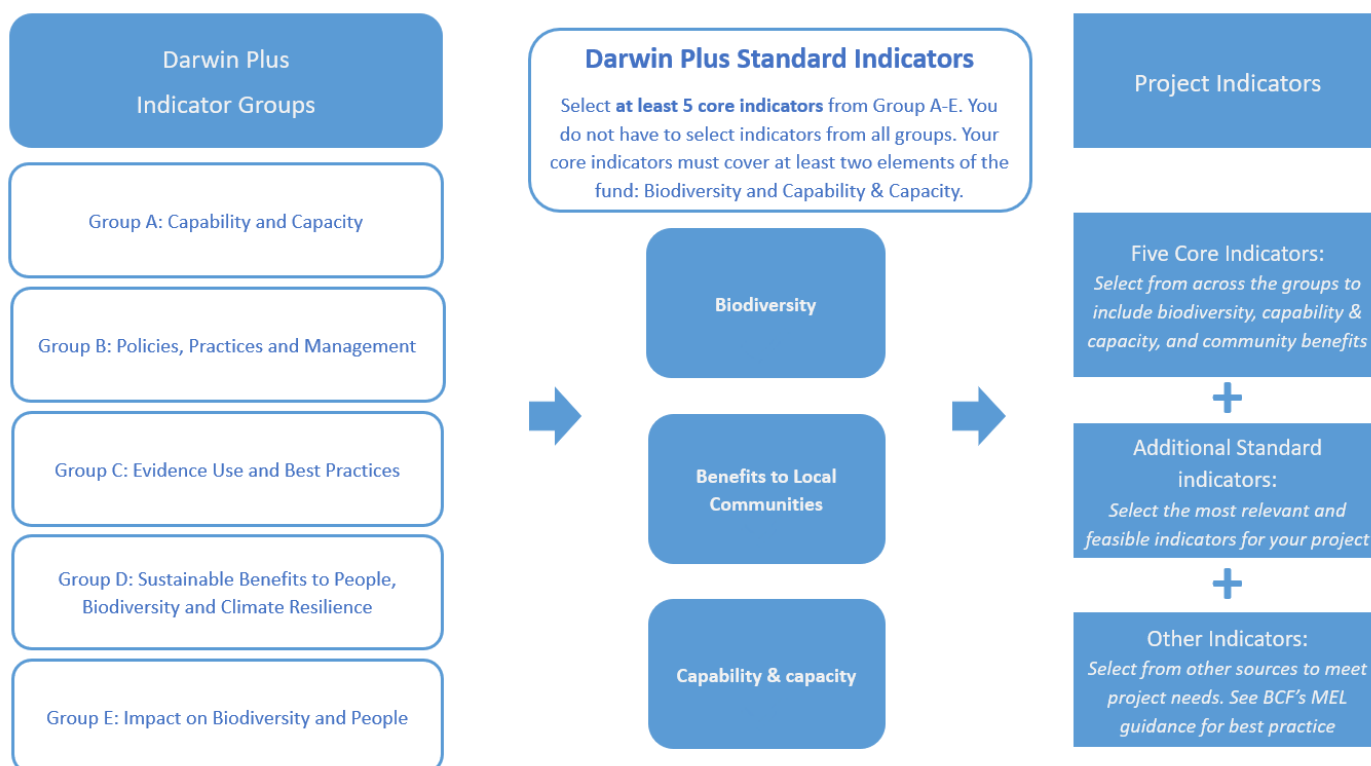 Darwin Plus
Indicator Groups
Group A: Capability and Capacity
Group B: Policies, Practices and Management
Group C: Evidence Use and Best Practices
Group D: Sustainable Benefits to People,
Biodiversity and Climate Resilience
Group E: Impact on Biodiversity and People
Darwin Plus Standard Indicators
Select at least 5 core indicators from Group A-E. You
do not have to select indicators from all groups. Your
core indicators must cover at least two elements of the
fund: Biodiversity and Capability & Capacity.
Biodiversity
Benefits to Local
Communities
Capability & capacity
Project Indicators
Five Core Indicators:
Select from across the groups to
include biodiversity, capability &
capacity, and community benefits
+
Additional Standard
indicators:
Select the most relevant and
feasible indicators for your project
+
Other Indicators:
Select from other sources to meet
project needs. See BCF's MEL
guidance for best practice